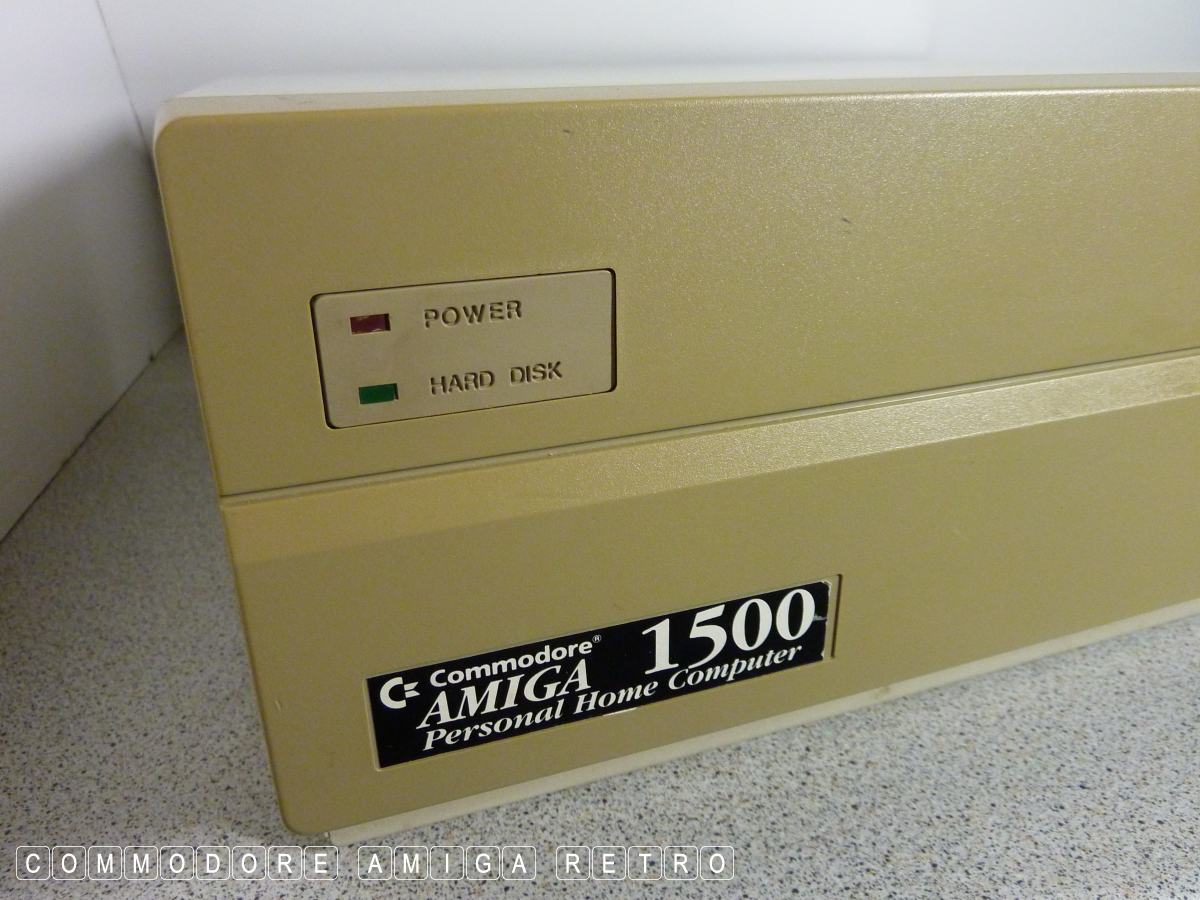 POWER
HARD DISK
Commodore®
AMIGA 1500
Personal Home Computer
COMMODORE AMIGA RETRO